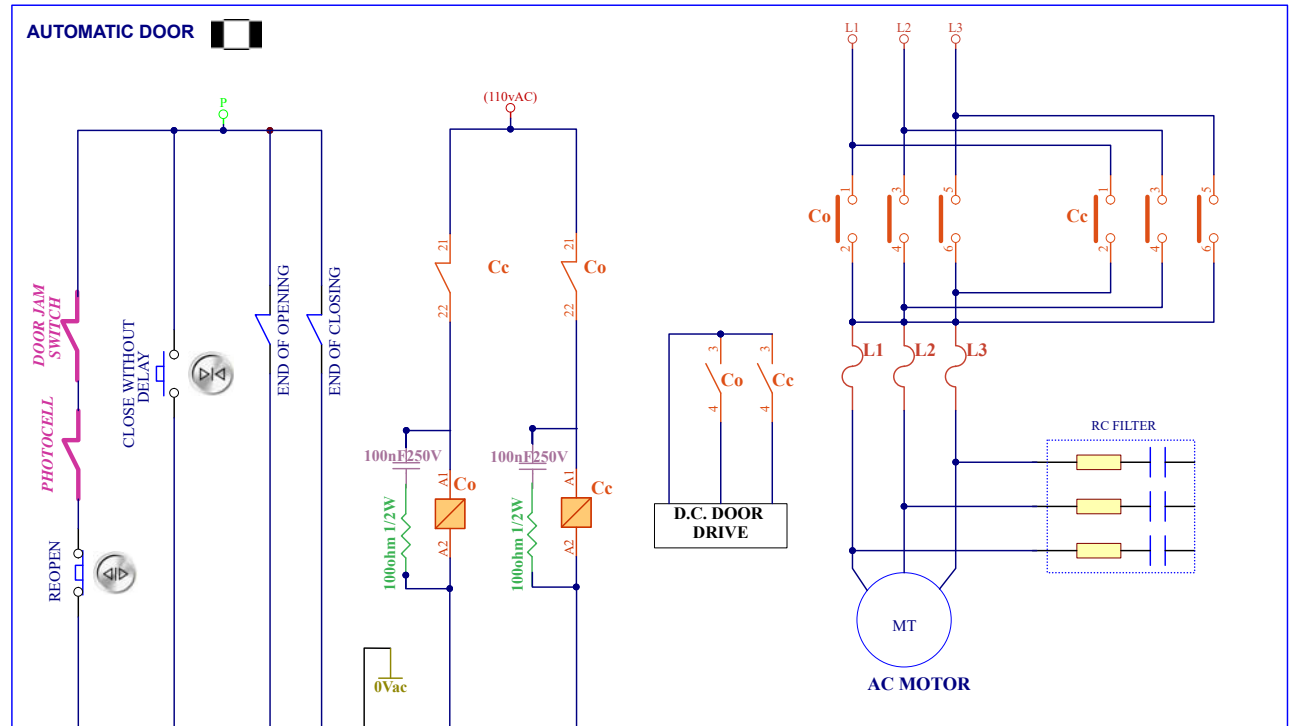 AUTOMATIC DOOR
P
DOOR JAM
SWITCH
PHOTOCELL
REOPEN
CLOSE WITHOUT
DELAY
END OF OPENING
END OF CLOSING
(110vAC)
21
Cc
22
21
Co
22
100nF250V
100ohm 1/2W
A1
Co
A2
100nF250V
100ohm 1/2W
A1
Cc
A2
0Vac
3
Co
4
3
Cc
4
D.C. DOOR
DRIVE
L1
L2
L3
Co
1
3
5
2
4
6
Cc
1
3
5
2
4
6
L1
L2
L3
RC FILTER
MT
AC MOTOR